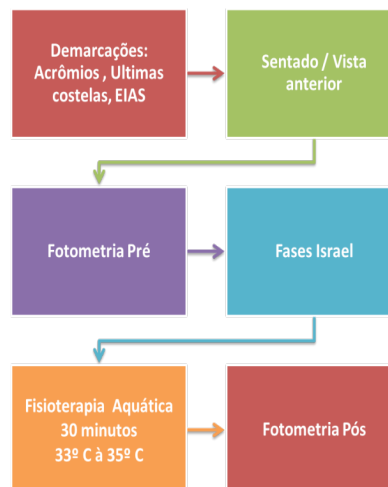 Demarcações:
Acrômios , Ultimas
costelas, EIAS
Sentado / Vista
anterior
Fotometria Pré
Fases Israel
Fisioterapia Aquática
30 minutos
33º C à 35º C
Fotometria Pós